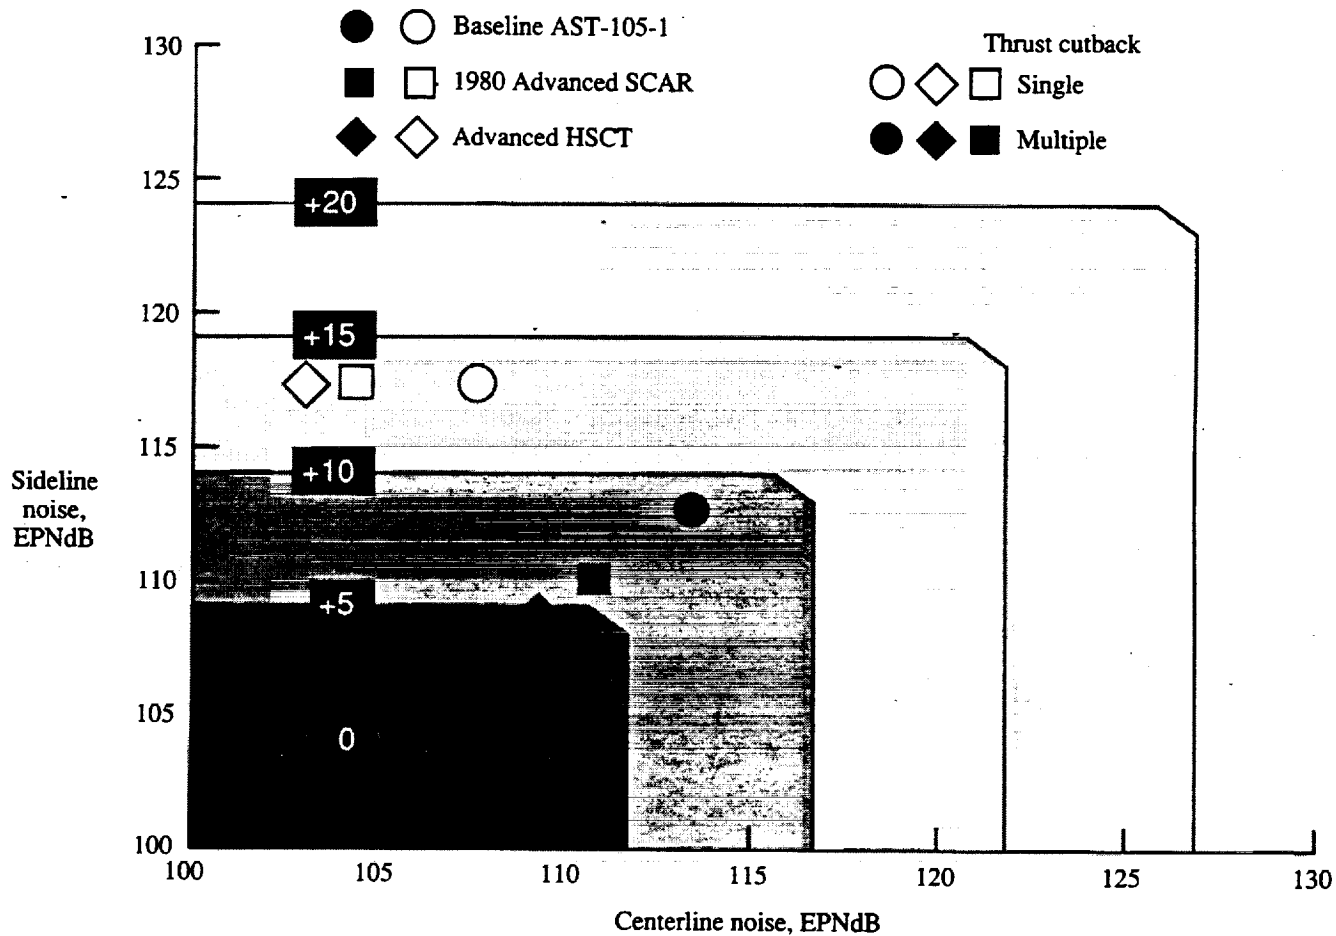 Baseline AST-105-1
1980 Advanced SCAR
Advanced HSCT
Thrust cutback
Single
Multiple
130
125
120
115
110
105
100
Sideline
noise,
EPNdB
+20
+15
+10
+5
0
100
105
110
115
120
125
130
Centerline noise, EPNdB